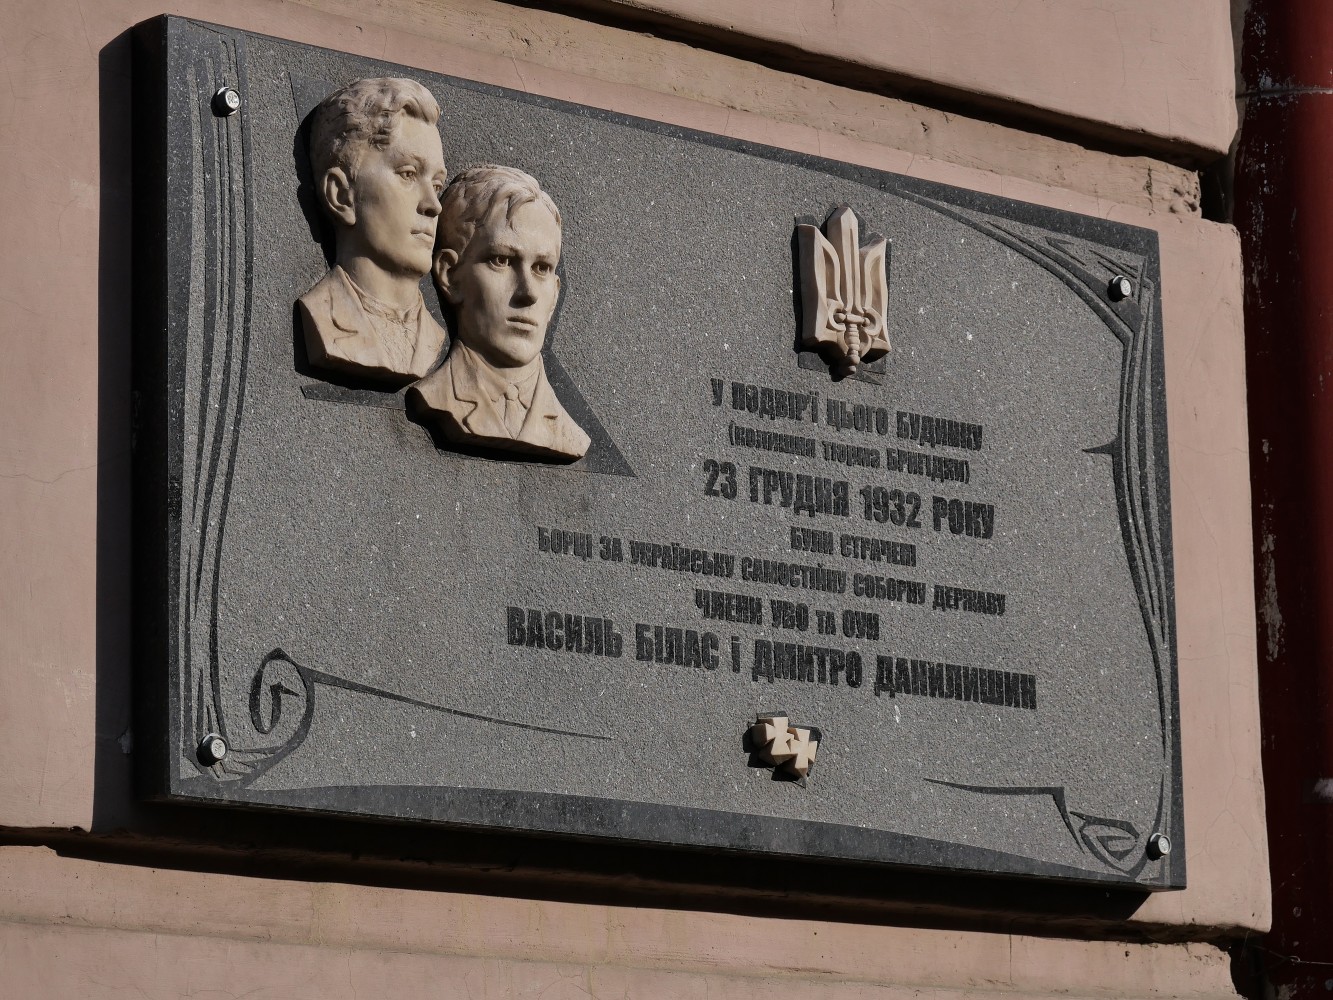 У ПОДВІР'Ї ЦЬОГО БУДИНКУ
(КОЛИШНЯ ТЮРМА БРИГІДКИ)
23 ГРУДНЯ 1932 РОКУ
БУЛИ СТРАЧЕНІ
БОРЦІ ЗА УКРАЇНСЬКУ САМОСТІЙНУ СОБОРНУ ДЕРЖАВУ
ЧЛЕНИ УВО ТА ОУН
ВАСИЛЬ БІЛАС І ДМИТРО ДАНИЛИШИН